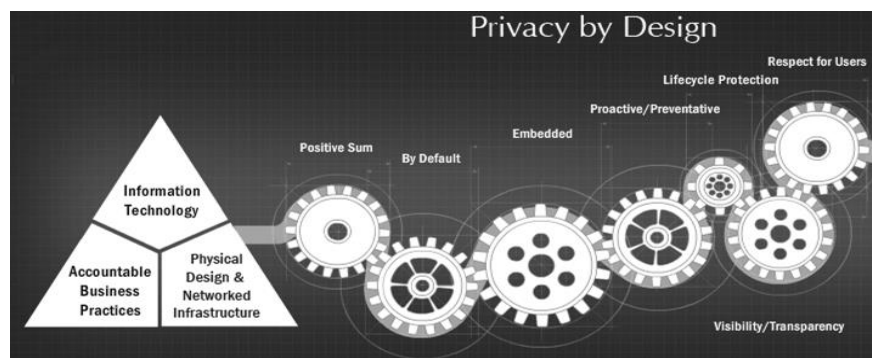 Privacy by Design
Respect for Users
Lifecycle Protection
Proactive/Preventative
Embedded
Positive Sum
By Default
Information
Technology
Accountable
Business
Practices
Physical
Design &
Networked
Infrastructure
Visibility/Transparency